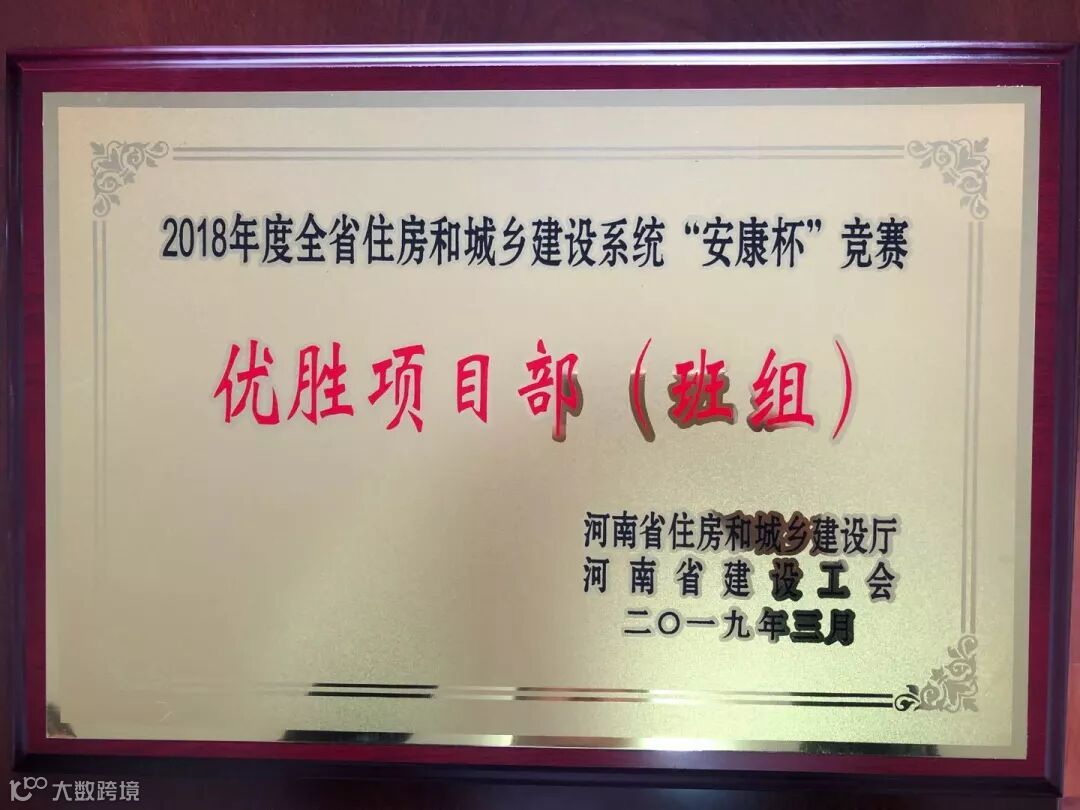 2018年度全省住房和城乡建设系统“安康杯”竞赛
优胜项目部（班组）
河南省住房和城乡建设厅
河南省建设工会
二〇一九年三月
大数跨境